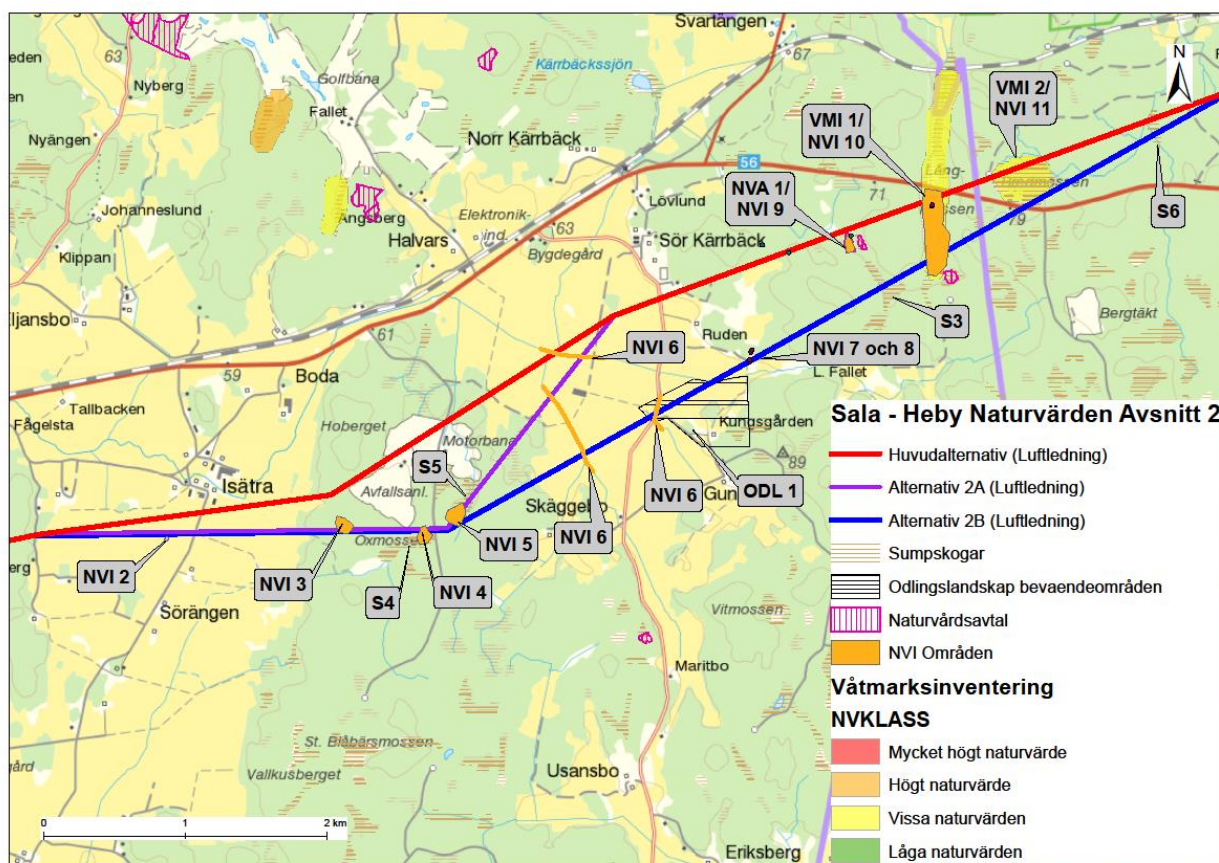 Svartängen
63
67
Nyberg
Golfbana
Kärrbäckssjön
N
Fallet
VMI 2/
NVI 11
Nyängen
VMI 1/
NVI 10
Norr Kärrbäck
56
Lång-
mossen
71
79
NVA 1/
NVI 9
S6
Johanneslund
Ängsberg
Elektronik-
ind.
Lövlund
Halvars
63
Sör Kärrbäck
Klippan
Bygdegård
S3
Bergtäkt
61
Ruden
NVI 6
NVI 7 och 8
L. Fallet
59
Boda
Tallbacken
Fågelsta
Hoberget
Motorbana
Kungsgården
89
S5
Isätra
Avfallsanl.
Skäggebo
NVI 6
NVI 6
Gun
ODL 1
NVI 5
Oxmossen
NVI 2
NVI 3
S4
NVI 4
Sörängen
Vitmossen
Maritbo
St. Blåbärsmossen
Vallkusberget
Usansbo
Eriksberg
0 1 2 km
Sala - Heby Naturvärden Avsnitt 2
Huvudalternativ (Luftledning)
Alternativ 2A (Luftledning)
Alternativ 2B (Luftledning)
Sumpskogar
Odlingslandskap bevaendeområden
Naturvårdsavtal
NVI Områden
Våtmarksinventering
NVKLASS
Mycket högt naturvärde
Högt naturvärde
Vissa naturvärden
Låga naturvärden